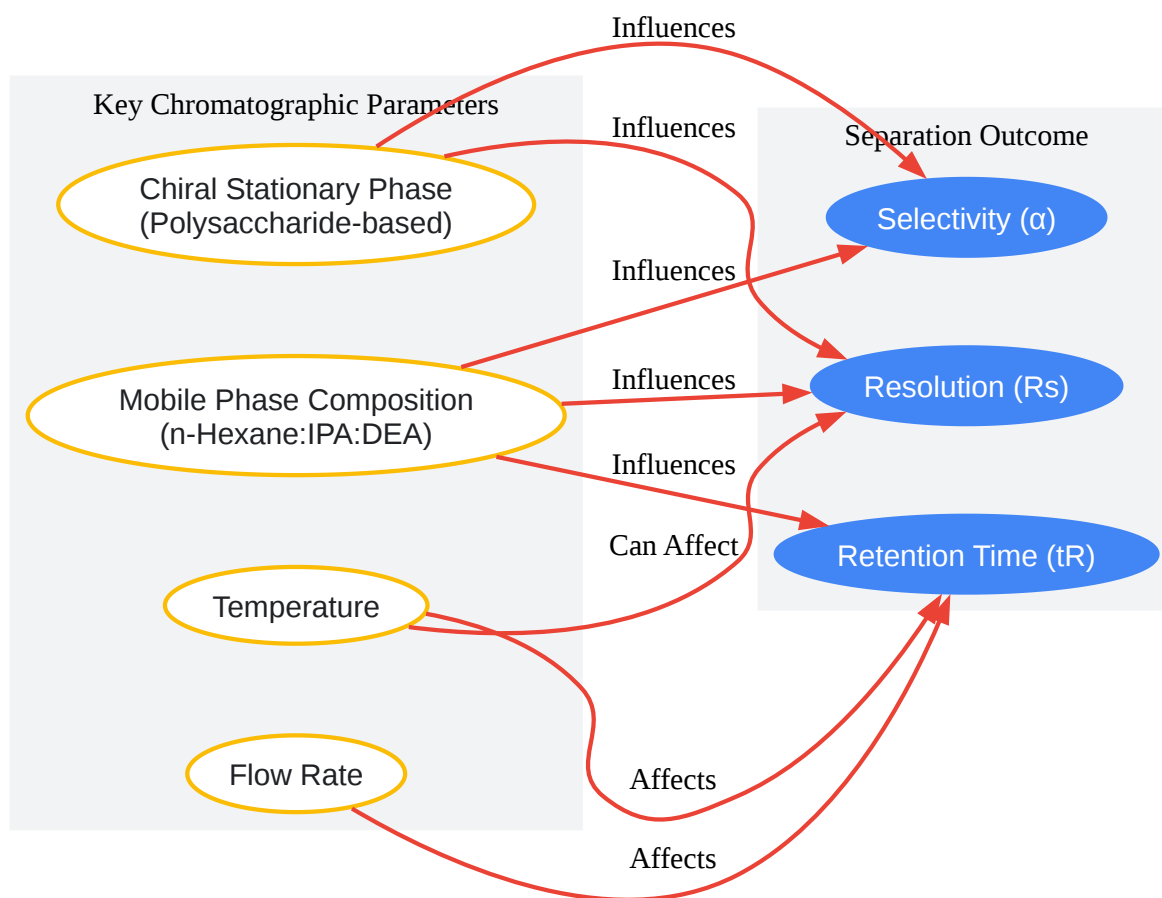 Key Chromatographic Parameters
Chiral Stationary Phase
(Polysaccharide-based)
Mobile Phase Composition
(n-Hexane:IPA:DEA)
Temperature
Flow Rate
Influences
Influences
Influences
Influences
Influences
Can Affect
Affects
Affects
Separation Outcome
Selectivity (α)
Resolution (Rs)
Retention Time (tR)